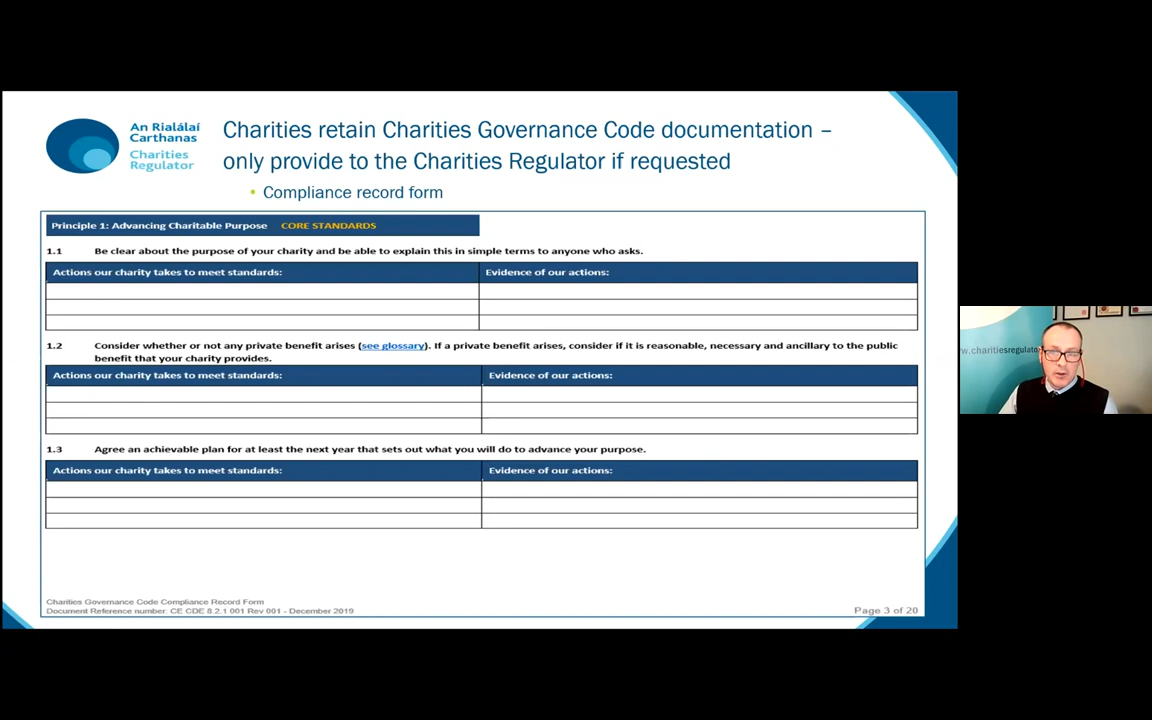 An Rialálaí
Carthanas
Charities
Regulator
Charities retain Charities Governance Code documentation –
only provide to the Charities Regulator if requested
• Compliance record form
Principle 1: Advancing Charitable Purpose CORE STANDARDS
1.1 Be clear about the purpose of your charity and be able to explain this in simple terms to anyone who asks.
Actions our charity takes to meet standards: Evidence of our actions:
1.2 Consider whether or not any private benefit arises (see glossary). If a private benefit arises, consider if it is reasonable, necessary and ancillary to the public
benefit that your charity provides.
Actions our charity takes to meet standards: Evidence of our actions:
1.3 Agree an achievable plan for at least the next year that sets out what you will do to advance your purpose.
Actions our charity takes to meet standards: Evidence of our actions:
Charities Governance Code Compliance Record Form
Document Reference number: CE CDE 8.2.1 001 Rev 001 - December 2019
Page 3 of 20